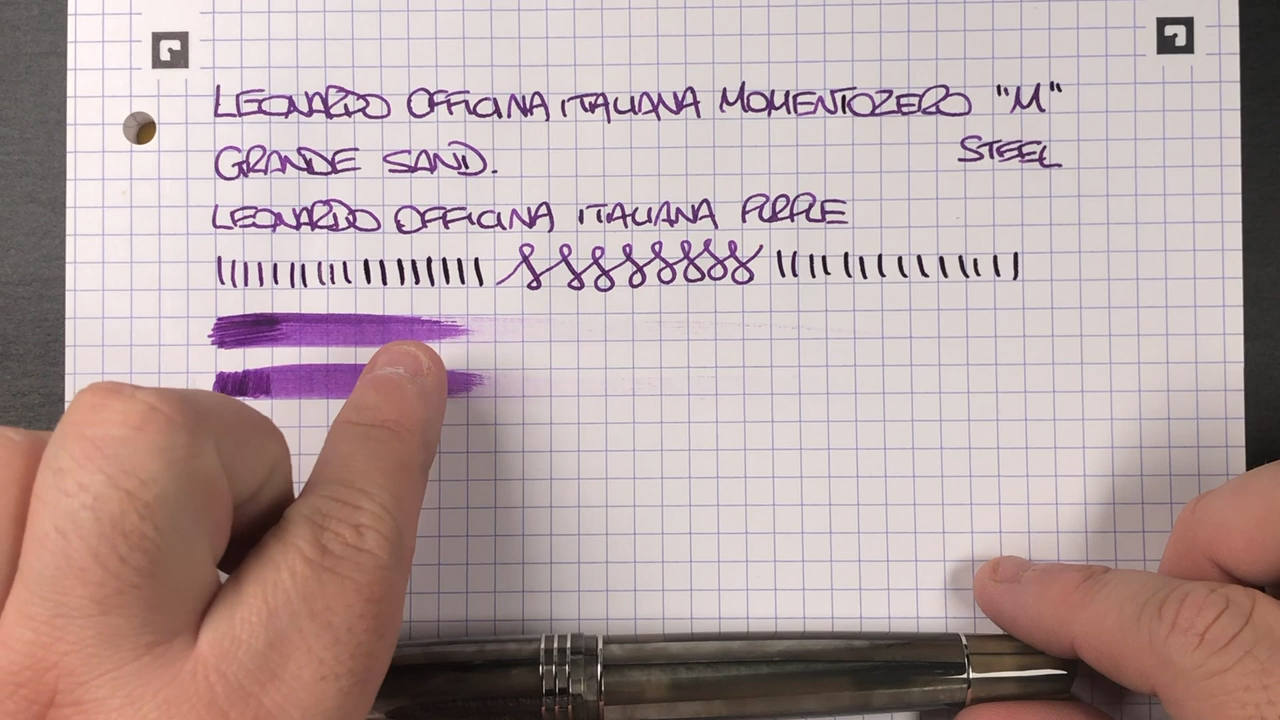 LEONARDO OFFICINA ITALIANA MOMENTOZERO "M"
GRANDE SAND. STEEL
LEONARDO OFFICINA ITALIANA PURPLE